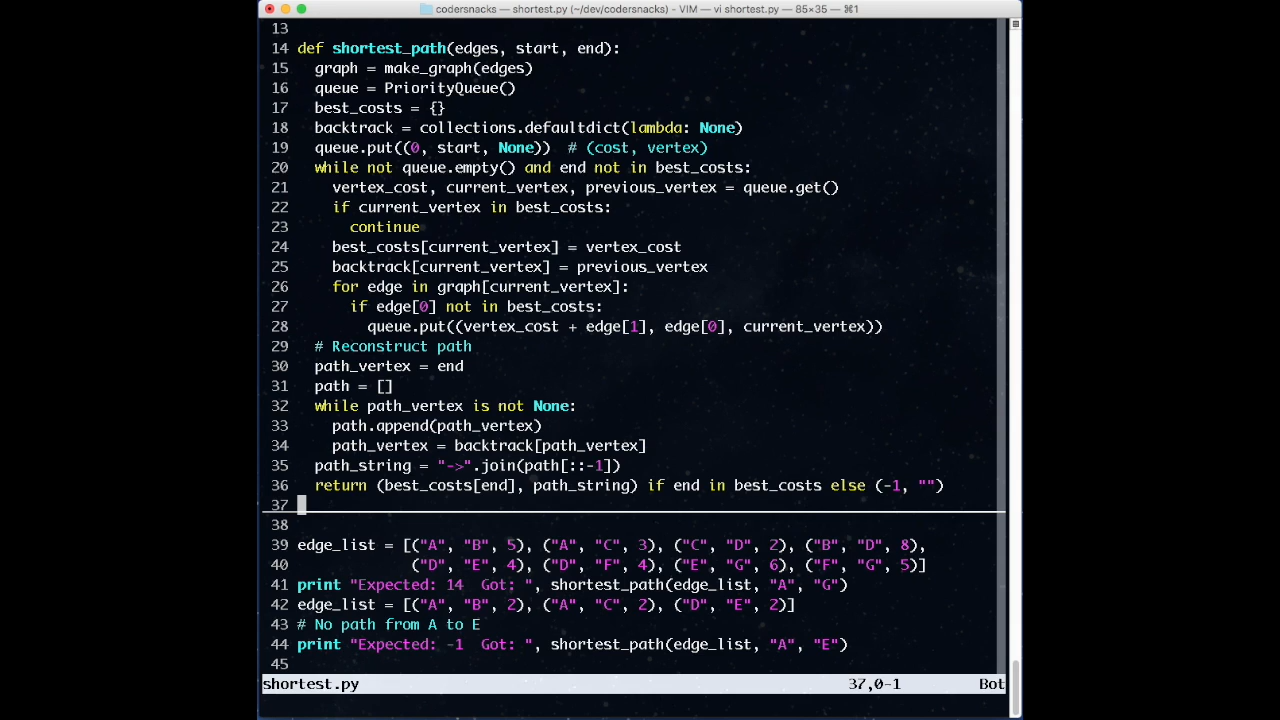 codersnacks — shortest.py (~/dev/codersnacks) - VIM — vi shortest.py — 85×35 — ⌘1
13
14 def shortest_path(edges, start, end):
15   graph = make_graph(edges)
16   queue = PriorityQueue()
17   best_costs = {}
18   backtrack = collections.defaultdict(lambda: None)
19   queue.put((0, start, None))  # (cost, vertex)
20   while not queue.empty() and end not in best_costs:
21     vertex_cost, current_vertex, previous_vertex = queue.get()
22     if current_vertex in best_costs:
23       continue
24     best_costs[current_vertex] = vertex_cost
25     backtrack[current_vertex] = previous_vertex
26     for edge in graph[current_vertex]:
27       if edge[0] not in best_costs:
28         queue.put((vertex_cost + edge[1], edge[0], current_vertex))
29   # Reconstruct path
30   path_vertex = end
31   path = []
32   while path_vertex is not None:
33     path.append(path_vertex)
34     path_vertex = backtrack[path_vertex]
35   path_string = "->".join(path[::-1])
36   return (best_costs[end], path_string) if end in best_costs else (-1, "")
37
38
39 edge_list = [("A", "B", 5), ("A", "C", 3), ("C", "D", 2), ("B", "D", 8),
40              ("D", "E", 4), ("D", "F", 4), ("E", "G", 6), ("F", "G", 5)]
41 print "Expected: 14  Got: ", shortest_path(edge_list, "A", "G")
42 edge_list = [("A", "B", 2), ("A", "C", 2), ("D", "E", 2)]
43 # No path from A to E
44 print "Expected: -1  Got: ", shortest_path(edge_list, "A", "E")
45
shortest.py 37,0-1 Bot